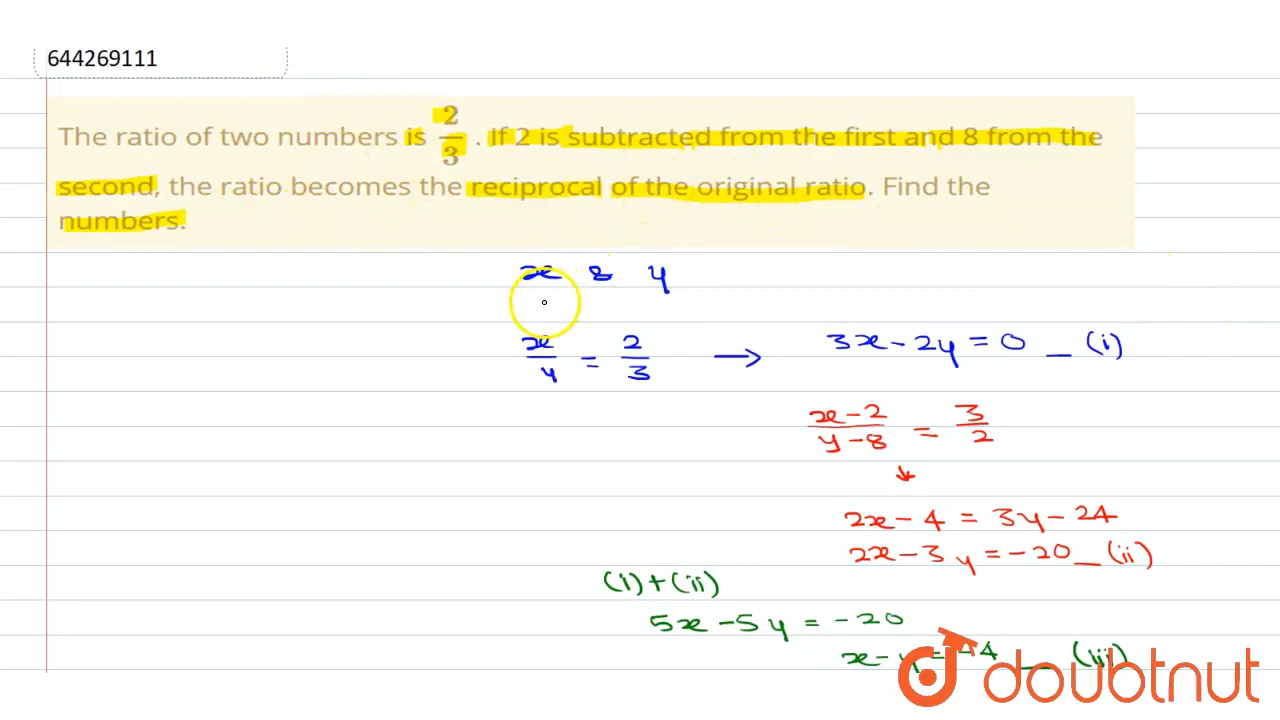 644269111
The ratio of two numbers is 2/3 . If 2 is subtracted from the first and 8 from the
second, the ratio becomes the reciprocal of the original ratio. Find the
numbers.
x & y
x/y = 2/3 → 3x - 2y = 0 _ (i)
x-2/y-8 = 3/2
↓
2x - 4 = 3y - 24
2x - 3y = -20 _ (ii)
(i) + (ii)
5x - 5y = -20
x - y = -4 _ (iii)
doubtnut